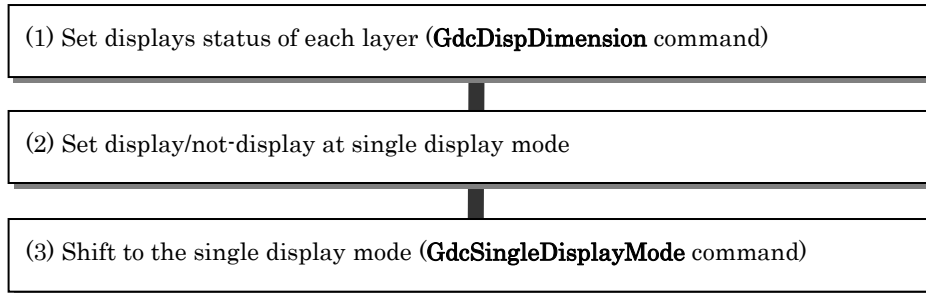 (1) Set displays status of each layer (GdcDispDimension command)
(2) Set display/not-display at single display mode
(3) Shift to the single display mode (GdcSingleDisplayMode command)